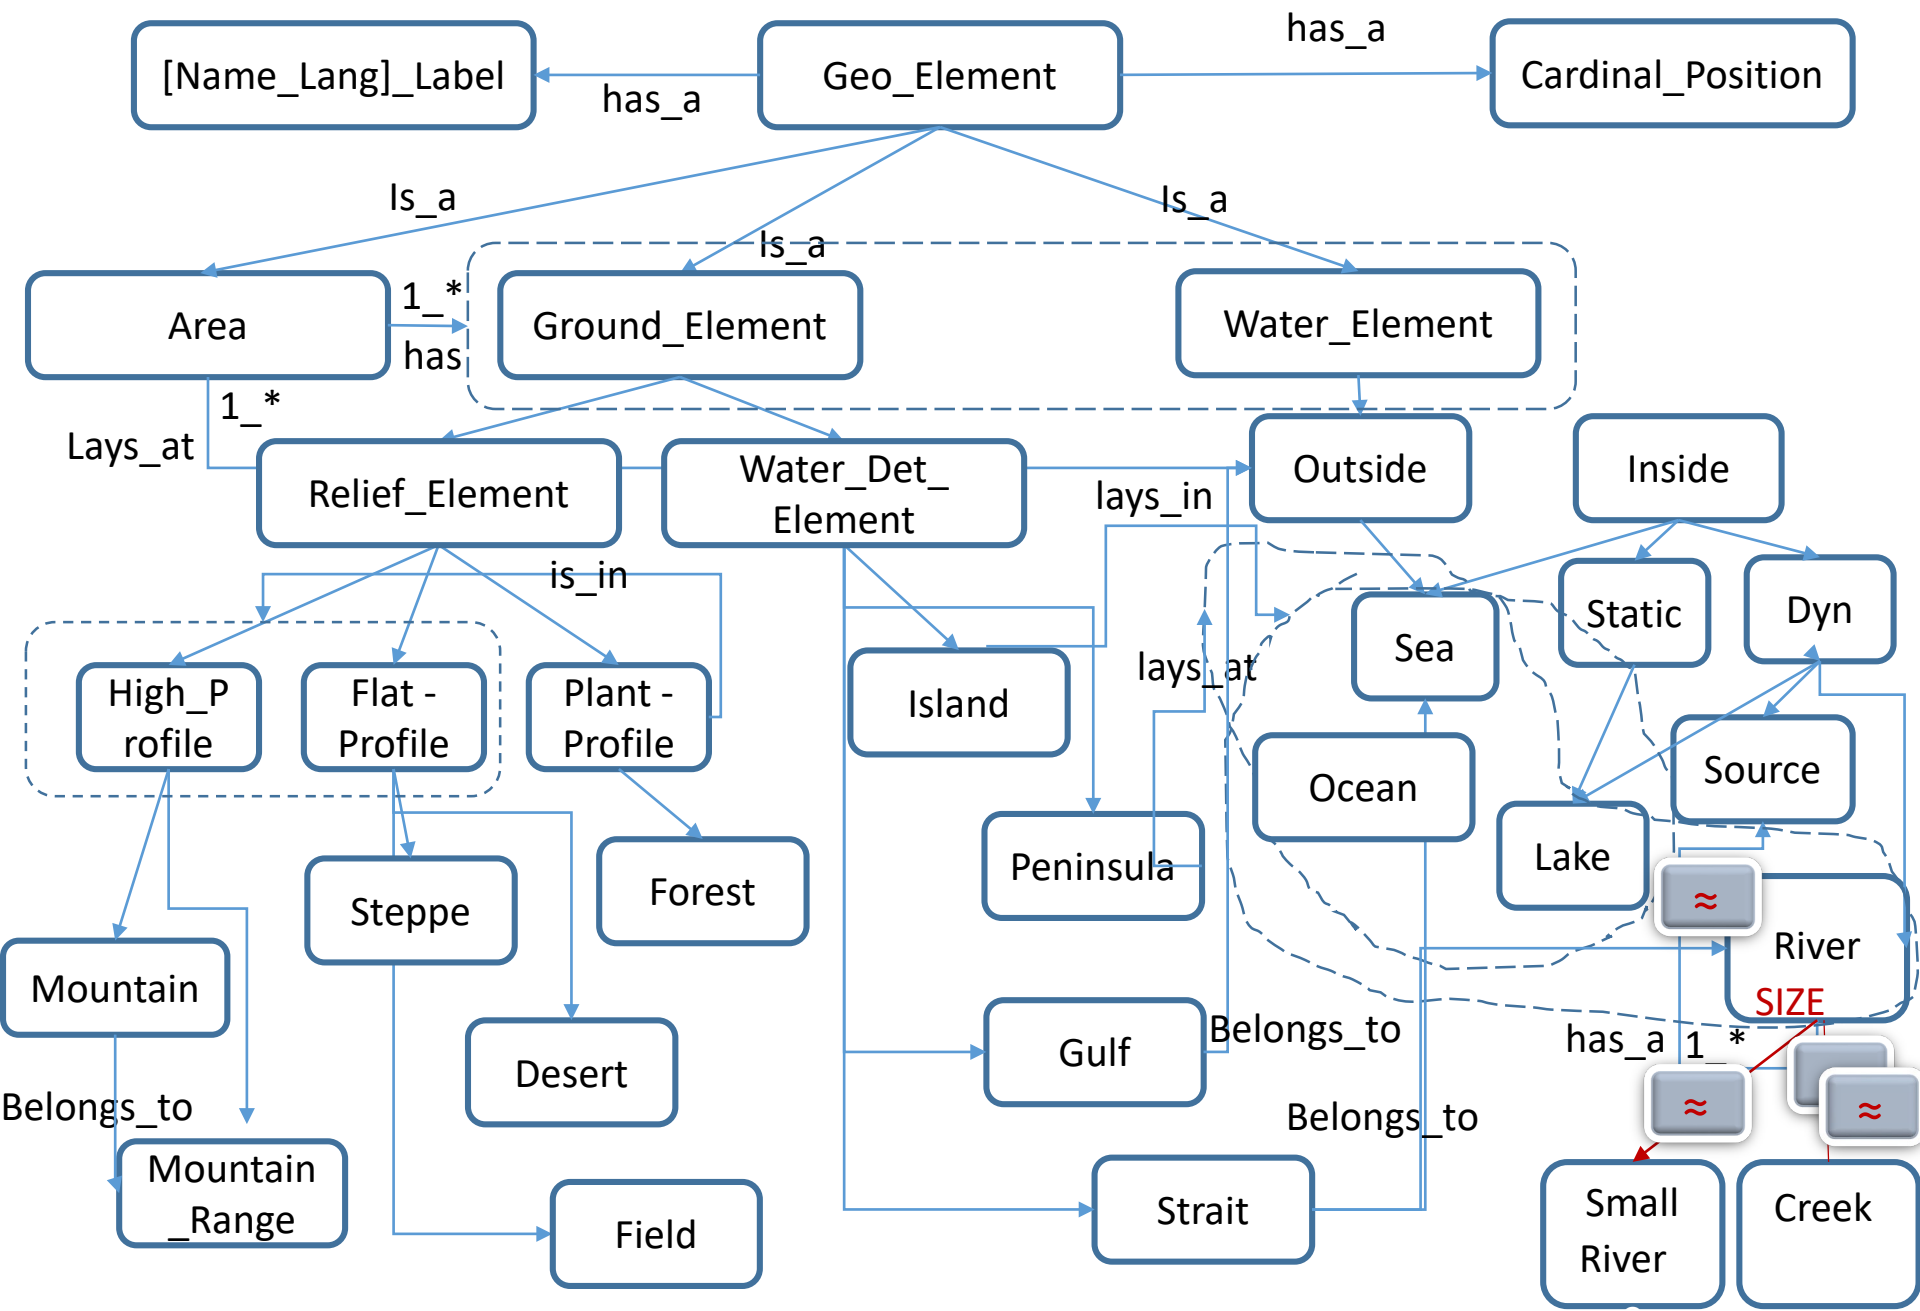 has_a
[Name_Lang]_Label
Geo_Element
Cardinal_Position
has_a
Is_a
Is_a
Is_a
Area
1_*
has
Ground_Element
Water_Element
1_*
Lays_at
Relief_Element
Water_Det_
Element
lays_in
Outside
Inside
is_in
Static
Dyn
Sea
lays_at
High_P
rofile
Flat -
Profile
Plant -
Profile
Island
Ocean
Source
Peninsula
Lake
Steppe
Forest
≈
River
SIZE
Mountain
Desert
Gulf
Belongs_to
has_a
1_*
≈
≈
Belongs_to
Belongs_to
Mountain
_Range
Field
Strait
Small
River
Creek